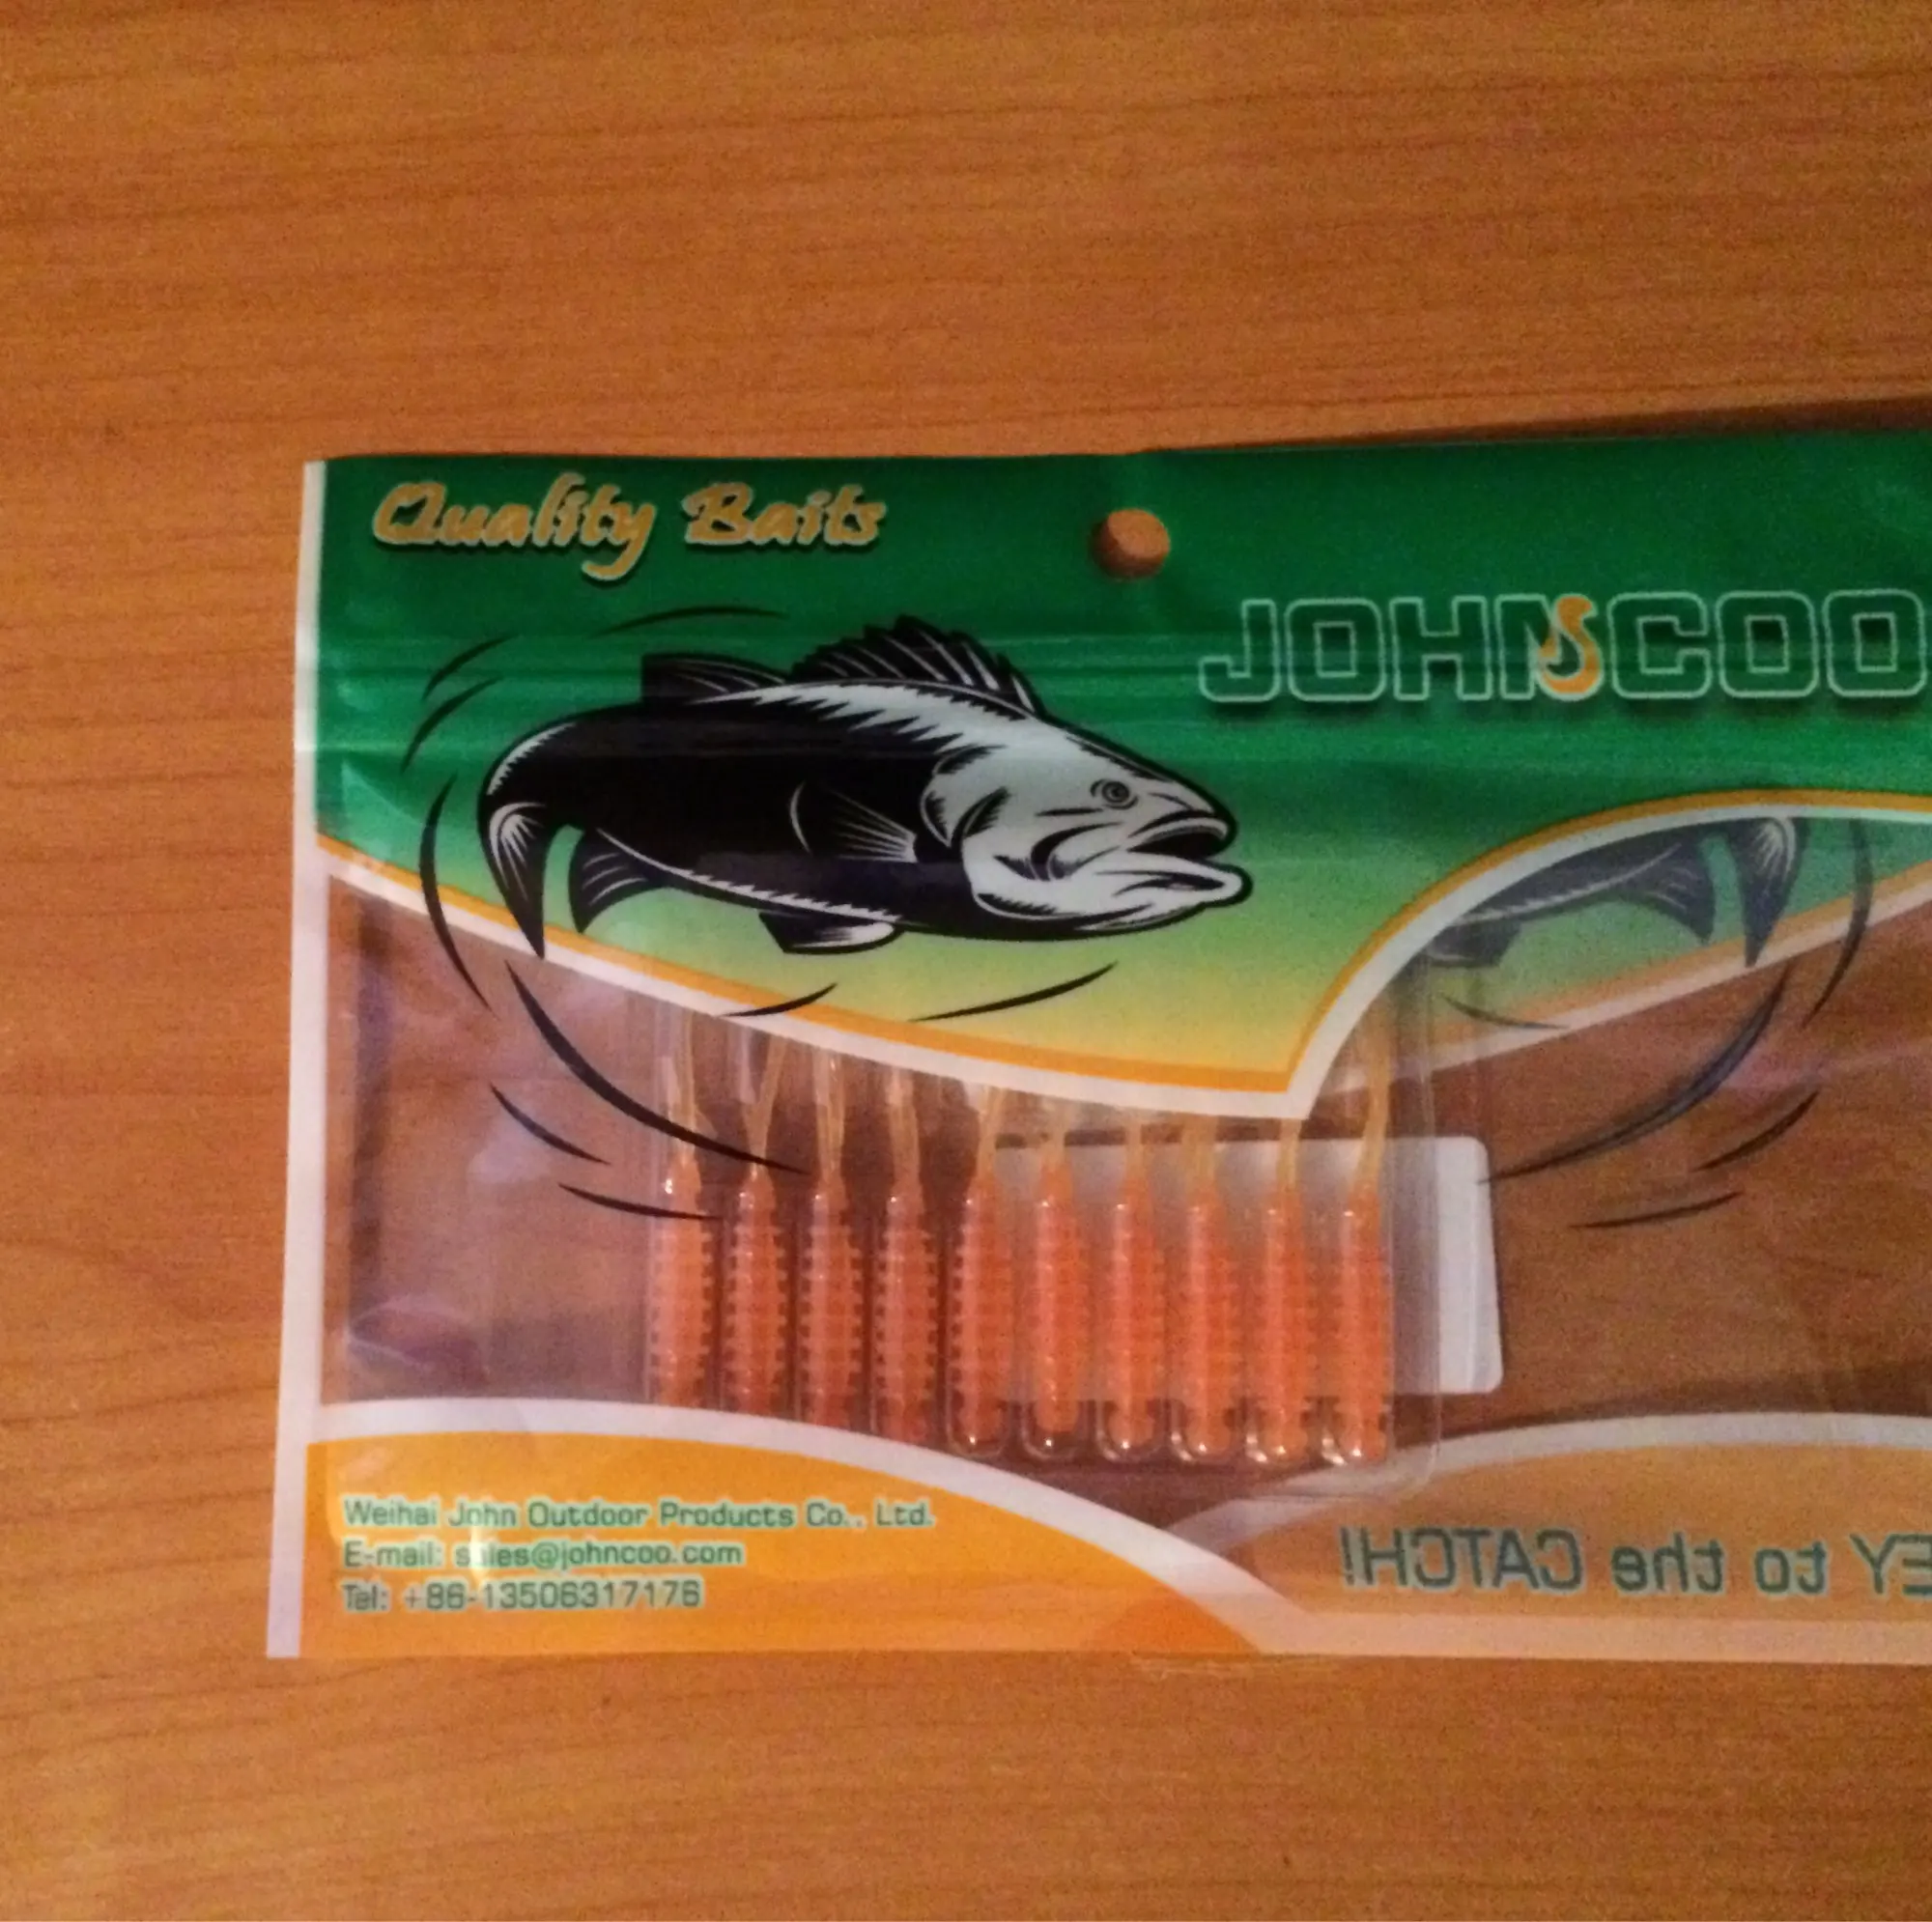 Quality Baits
JOHNCOO
Weihai John Outdoor Products Co., Ltd.
E-mail: sales@johncoo.com
Tel: +86-13506317176
EY to the CATCH!